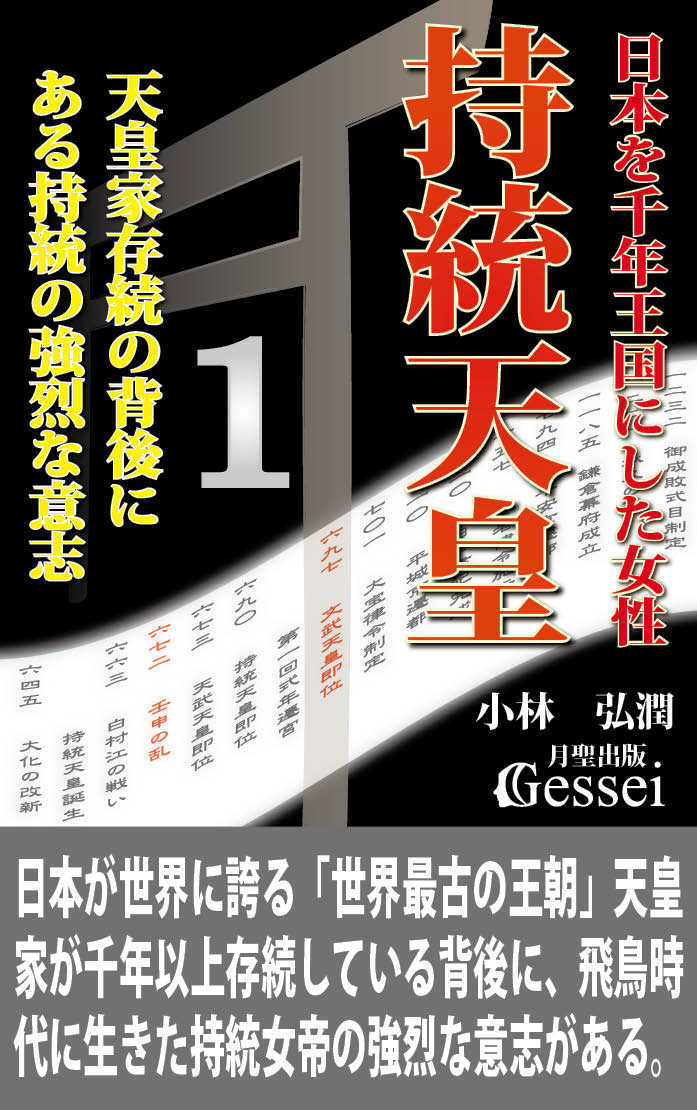 日本を千年王国にした女性
持統天皇
天皇家存続の背後に
ある持統の強烈な意志
1
一二三二 御成敗式目制定
一一八五 鎌倉幕府成立
七九四
七一〇 平城京遷都
七〇一 大宝律令制定
六九七 文武天皇即位
第一回式年遷宮
六九〇 持統天皇即位
六七三 天武天皇即位
六七二 壬申の乱
六六三 白村江の戦い
持統天皇誕生
六四五 大化の改新
小林 弘潤
月聖出版
Gessei
日本が世界に誇る「世界最古の王朝」天皇
家が千年以上存続している背後に、飛鳥時
代に生きた持統女帝の強烈な意志がある。